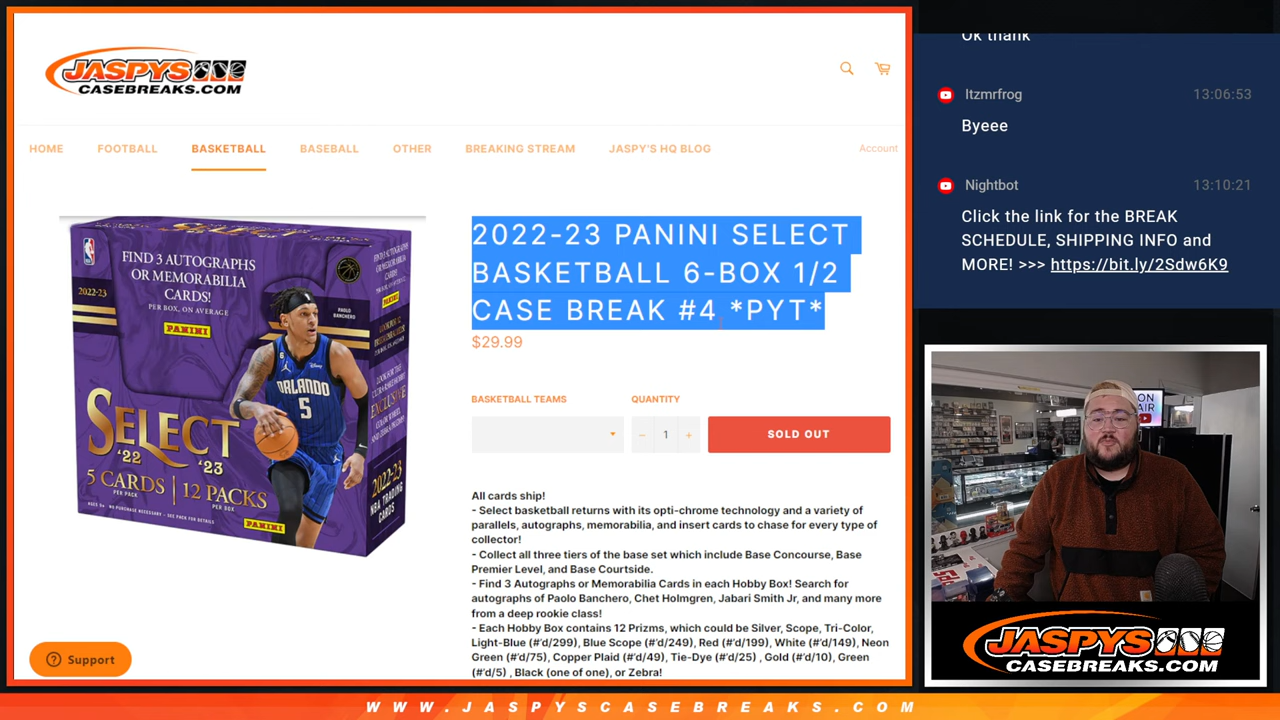 JASPYS
CASEBREAKS.COM
HOME FOOTBALL BASKETBALL BASEBALL OTHER BREAKING STREAM JASPY'S HQ BLOG Account
FIND 3 AUTOGRAPHS
OR MEMORABILIA
CARDS!
PER BOX, ON AVERAGE
PANINI
2022-23
PAOLO
BANCHERO
PANINI
ORLANDO
5
EXCLUSIVE
SELECT
'22 '23
5 CARDS 12 PACKS
PER PACK PER BOX
PANINI
2022-23
NBA TRADING
CARDS
2022-23 PANINI SELECT
BASKETBALL 6-BOX 1/2
CASE BREAK #4 *PYT*
$29.99
BASKETBALL TEAMS QUANTITY
− 1 + SOLD OUT
All cards ship!
- Select basketball returns with its opti-chrome technology and a variety of
parallels, autographs, memorabilia, and insert cards to chase for every type of
collector!
- Collect all three tiers of the base set which include Base Concourse, Base
Premier Level, and Base Courtside.
- Find 3 Autographs or Memorabilia Cards in each Hobby Box! Search for
autographs of Paolo Banchero, Chet Holmgren, Jabari Smith Jr, and many more
from a deep rookie class!
- Each Hobby Box contains 12 Prizms, which could be Silver, Scope, Tri-Color,
Light-Blue (#'d/299), Blue Scope (#'d/249), Red (#'d/199), White (#'d/149), Neon
Green (#'d/75), Copper Plaid (#'d/49), Tie-Dye (#'d/25) , Gold (#'d/10), Green
(#'d/5) , Black (one of one), or Zebra!
Support
Ok thank
Itzmrfrog 13:06:53
Byeee
Nightbot 13:10:21
Click the link for the BREAK
SCHEDULE, SHIPPING INFO and
MORE! >>> https://bit.ly/2Sdw6K9
ON
AIR
JASPYS
CASEBREAKS.COM
WWW.JASPYSCASEBREAKS.COM